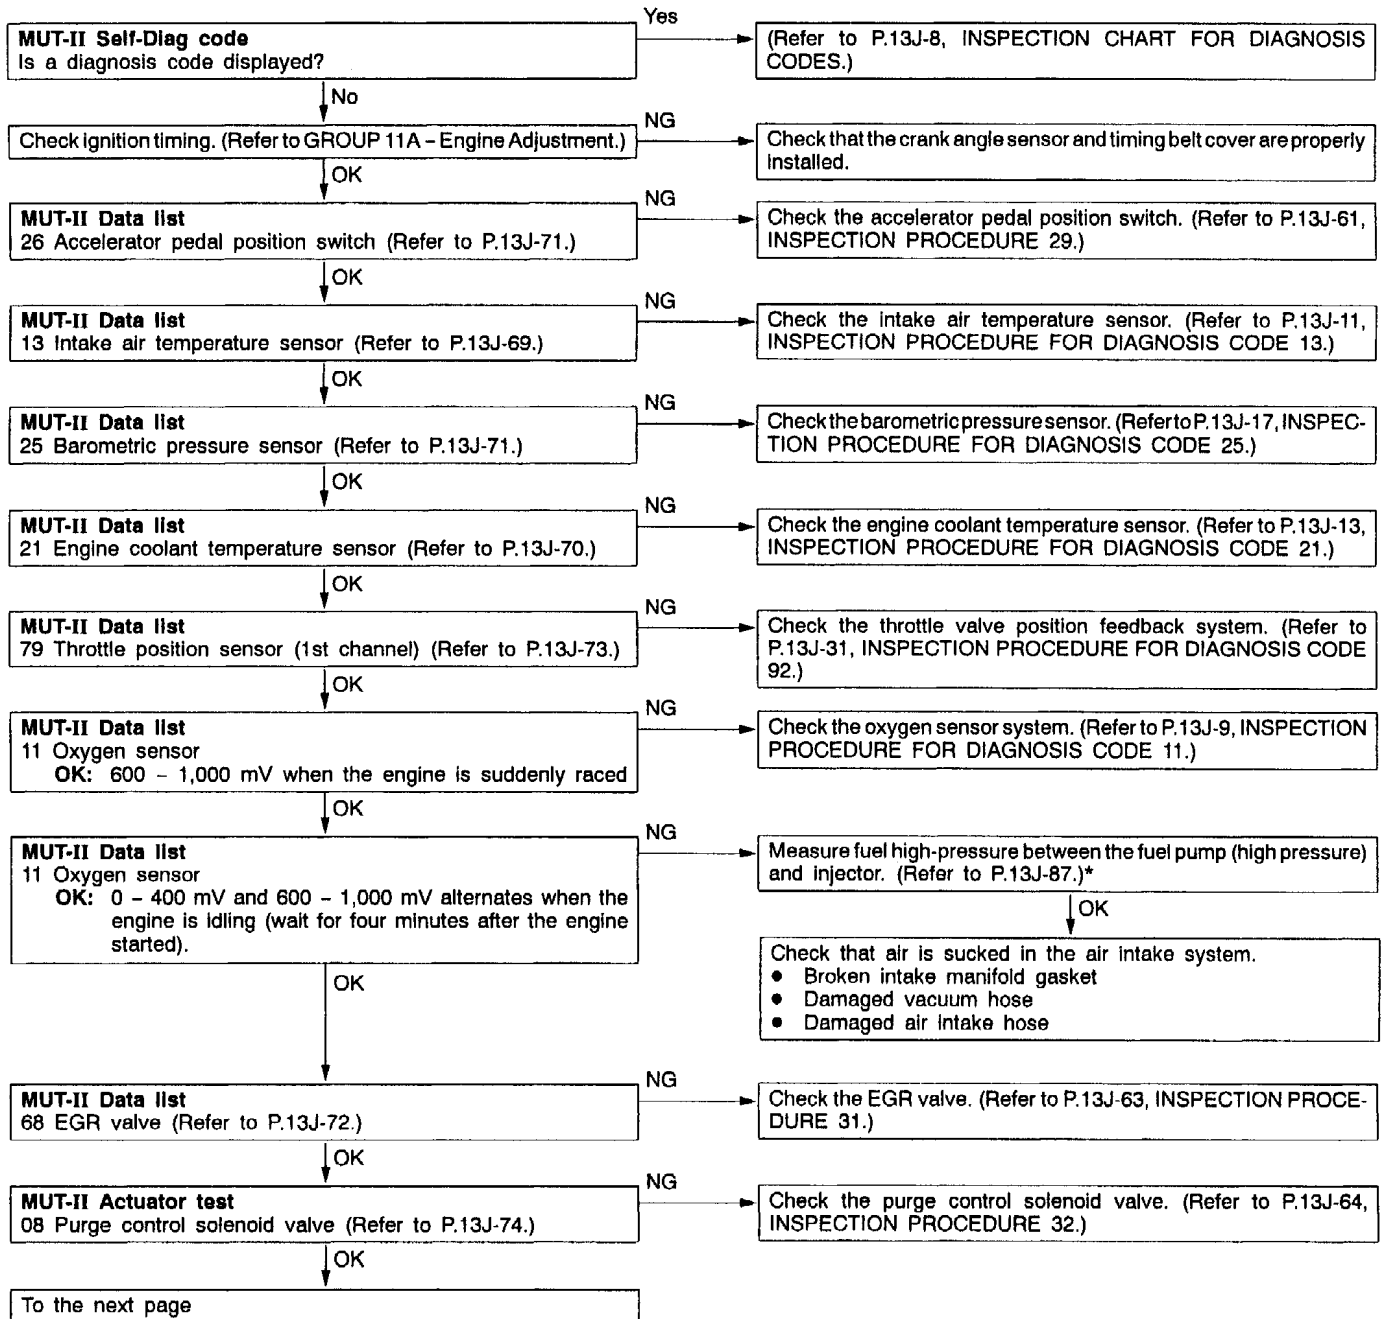 Yes
MUT-II Self-Diag code
Is a diagnosis code displayed?
(Refer to P.13J-8, INSPECTION CHART FOR DIAGNOSIS
CODES.)
No
Check ignition timing. (Refer to GROUP 11A – Engine Adjustment.)
NG
Check that the crank angle sensor and timing belt cover are properly
installed.
OK
MUT-II Data list
26 Accelerator pedal position switch (Refer to P.13J-71.)
NG
Check the accelerator pedal position switch. (Refer to P.13J-61,
INSPECTION PROCEDURE 29.)
OK
MUT-II Data list
13 Intake air temperature sensor (Refer to P.13J-69.)
NG
Check the intake air temperature sensor. (Refer to P.13J-11,
INSPECTION PROCEDURE FOR DIAGNOSIS CODE 13.)
OK
MUT-II Data list
25 Barometric pressure sensor (Refer to P.13J-71.)
NG
Check the barometric pressure sensor. (Refer to P.13J-17, INSPEC-
TION PROCEDURE FOR DIAGNOSIS CODE 25.)
OK
MUT-II Data list
21 Engine coolant temperature sensor (Refer to P.13J-70.)
NG
Check the engine coolant temperature sensor. (Refer to P.13J-13,
INSPECTION PROCEDURE FOR DIAGNOSIS CODE 21.)
OK
MUT-II Data list
79 Throttle position sensor (1st channel) (Refer to P.13J-73.)
NG
Check the throttle valve position feedback system. (Refer to
P.13J-31, INSPECTION PROCEDURE FOR DIAGNOSIS CODE
92.)
OK
MUT-II Data list
11 Oxygen sensor
OK: 600 – 1,000 mV when the engine is suddenly raced
NG
Check the oxygen sensor system. (Refer to P.13J-9, INSPECTION
PROCEDURE FOR DIAGNOSIS CODE 11.)
OK
MUT-II Data list
11 Oxygen sensor
OK: 0 – 400 mV and 600 – 1,000 mV alternates when the
engine is idling (wait for four minutes after the engine
started).
NG
Measure fuel high-pressure between the fuel pump (high pressure)
and injector. (Refer to P.13J-87.)*
OK
Check that air is sucked in the air intake system.
● Broken intake manifold gasket
● Damaged vacuum hose
● Damaged air intake hose
OK
MUT-II Data list
68 EGR valve (Refer to P.13J-72.)
NG
Check the EGR valve. (Refer to P.13J-63, INSPECTION PROCE-
DURE 31.)
OK
MUT-II Actuator test
08 Purge control solenoid valve (Refer to P.13J-74.)
NG
Check the purge control solenoid valve. (Refer to P.13J-64,
INSPECTION PROCEDURE 32.)
OK
To the next page